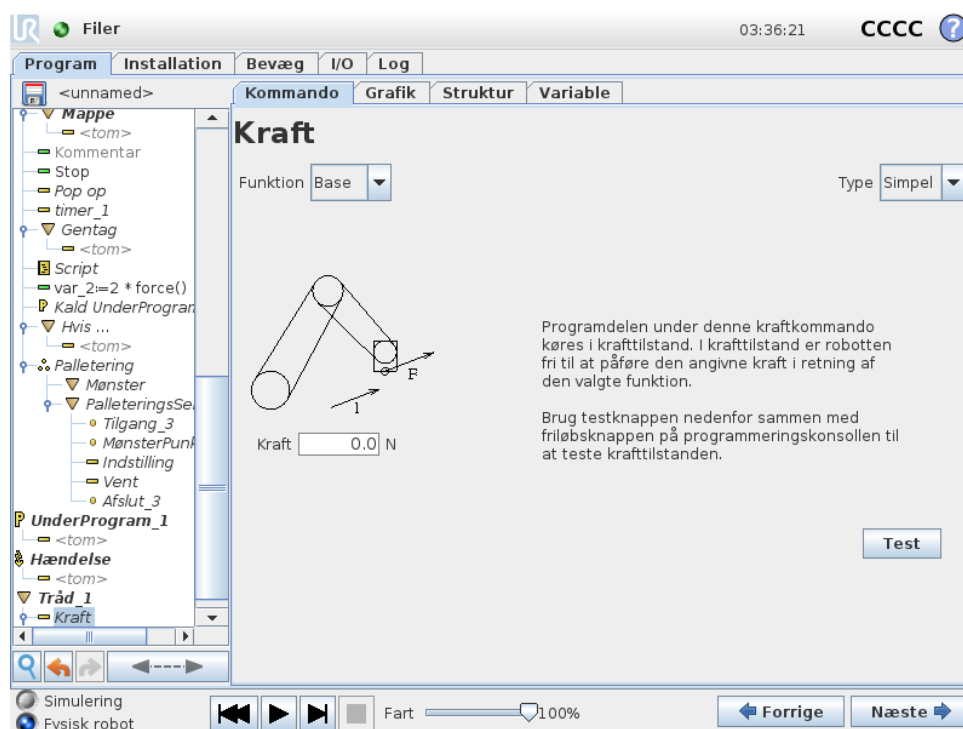 UR Filer 03:36:21 CCCC ?
Program Installation Bevæg I/O Log
<unnamed>
Kommando Grafik Struktur Variable
Mappe
<tom>
Kommentar
Stop
Pop op
timer_1
Gentag
<tom>
Script
var_2≔2 * force()
P Kald UnderProgram
Hvis ...
<tom>
Palletering
Mønster
PalleteringsSe
Tilgang_3
MønsterPunk
Indstilling
Vent
Afslut_3
P UnderProgram_1
<tom>
Hændelse
<tom>
Tråd_1
Kraft
Kraft
Funktion Base
Type Simpel
F
1
Kraft 0.0 N
Programdelen under denne kraftkommando
køres i krafttilstand. I krafttilstand er robotten
fri til at påføre den angivne kraft i retning af
den valgte funktion.
Brug testknappen nedenfor sammen med
friløbsknappen på programmeringskonsollen til
at teste krafttilstanden.
Test
Simulering
Fysisk robot
Fart 100%
Forrige Næste